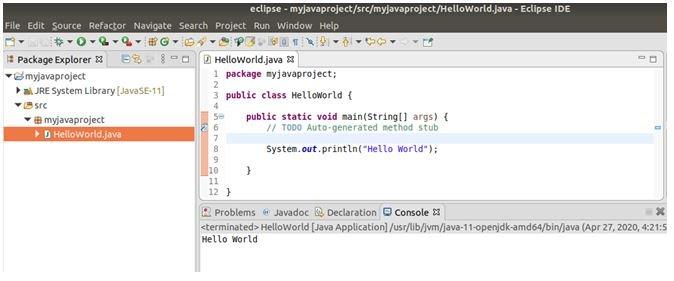 eclipse - myjavaproject/src/myjavaproject/HelloWorld.java - Eclipse IDE
File Edit Source Refactor Navigate Search Project Run Window Help
Package Explorer
myjavaproject
JRE System Library [JavaSE-11]
src
myjavaproject
HelloWorld.java
HelloWorld.java
1 package myjavaproject;
2
3 public class HelloWorld {
4
5 public static void main(String[] args) {
6 // TODO Auto-generated method stub
7
8 System.out.println("Hello World");
9
10 }
11
12 }
Problems Javadoc Declaration Console
<terminated> HelloWorld [Java Application] /usr/lib/jvm/java-11-openjdk-amd64/bin/java (Apr 27, 2020, 4:21:5
Hello World